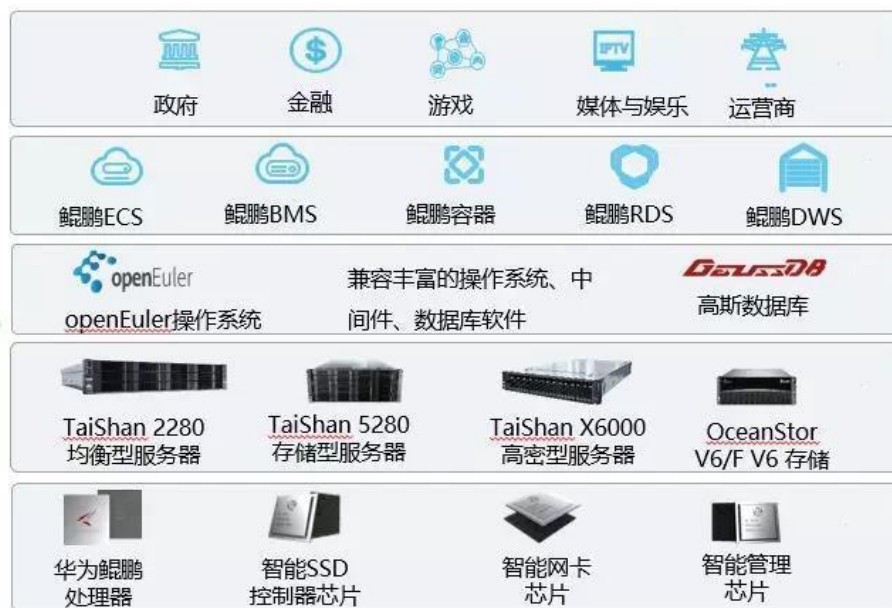 IPTV
政府
金融
游戏
媒体与娱乐
运营商
鲲鹏ECS
鲲鹏BMS
鲲鹏容器
鲲鹏RDS
鲲鹏DWS
openEuler
openEuler操作系统
兼容丰富的操作系统、中
间件、数据库软件
GaussDB
高斯数据库
TaiShan 2280
均衡型服务器
TaiShan 5280
存储型服务器
TaiShan X6000
高密型服务器
OceanStor
V6/F V6 存储
华为鲲鹏
处理器
智能SSD
控制器芯片
智能网卡
芯片
智能管理
芯片